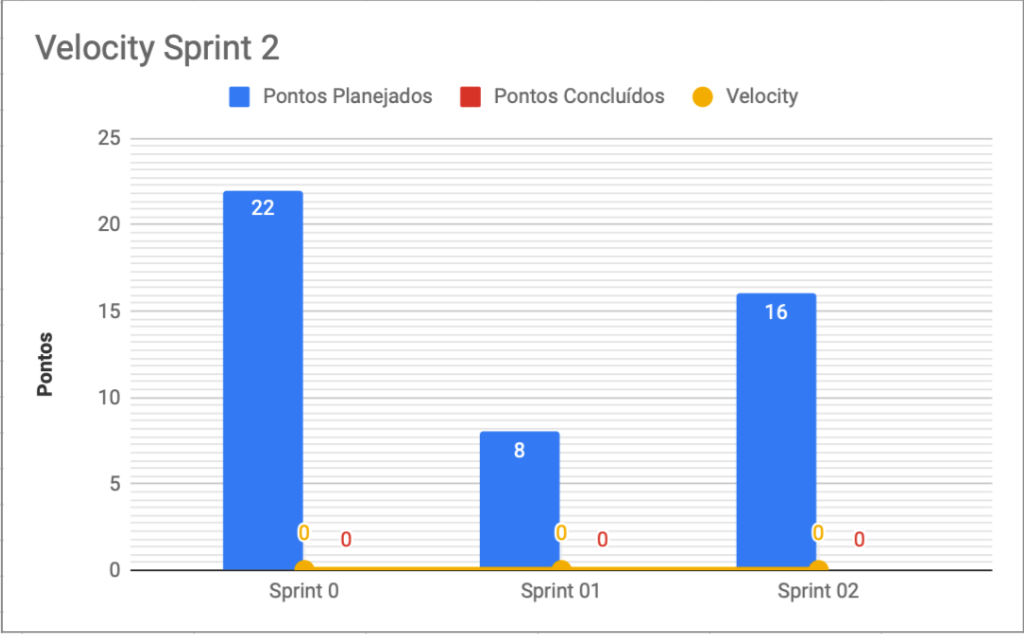 Velocity Sprint 2
Pontos Planejados
Pontos Concluídos
Velocity
25
20
15
10
5
0
Pontos
22
8
16
0
0
0
0
0
0
Sprint 0
Sprint 01
Sprint 02